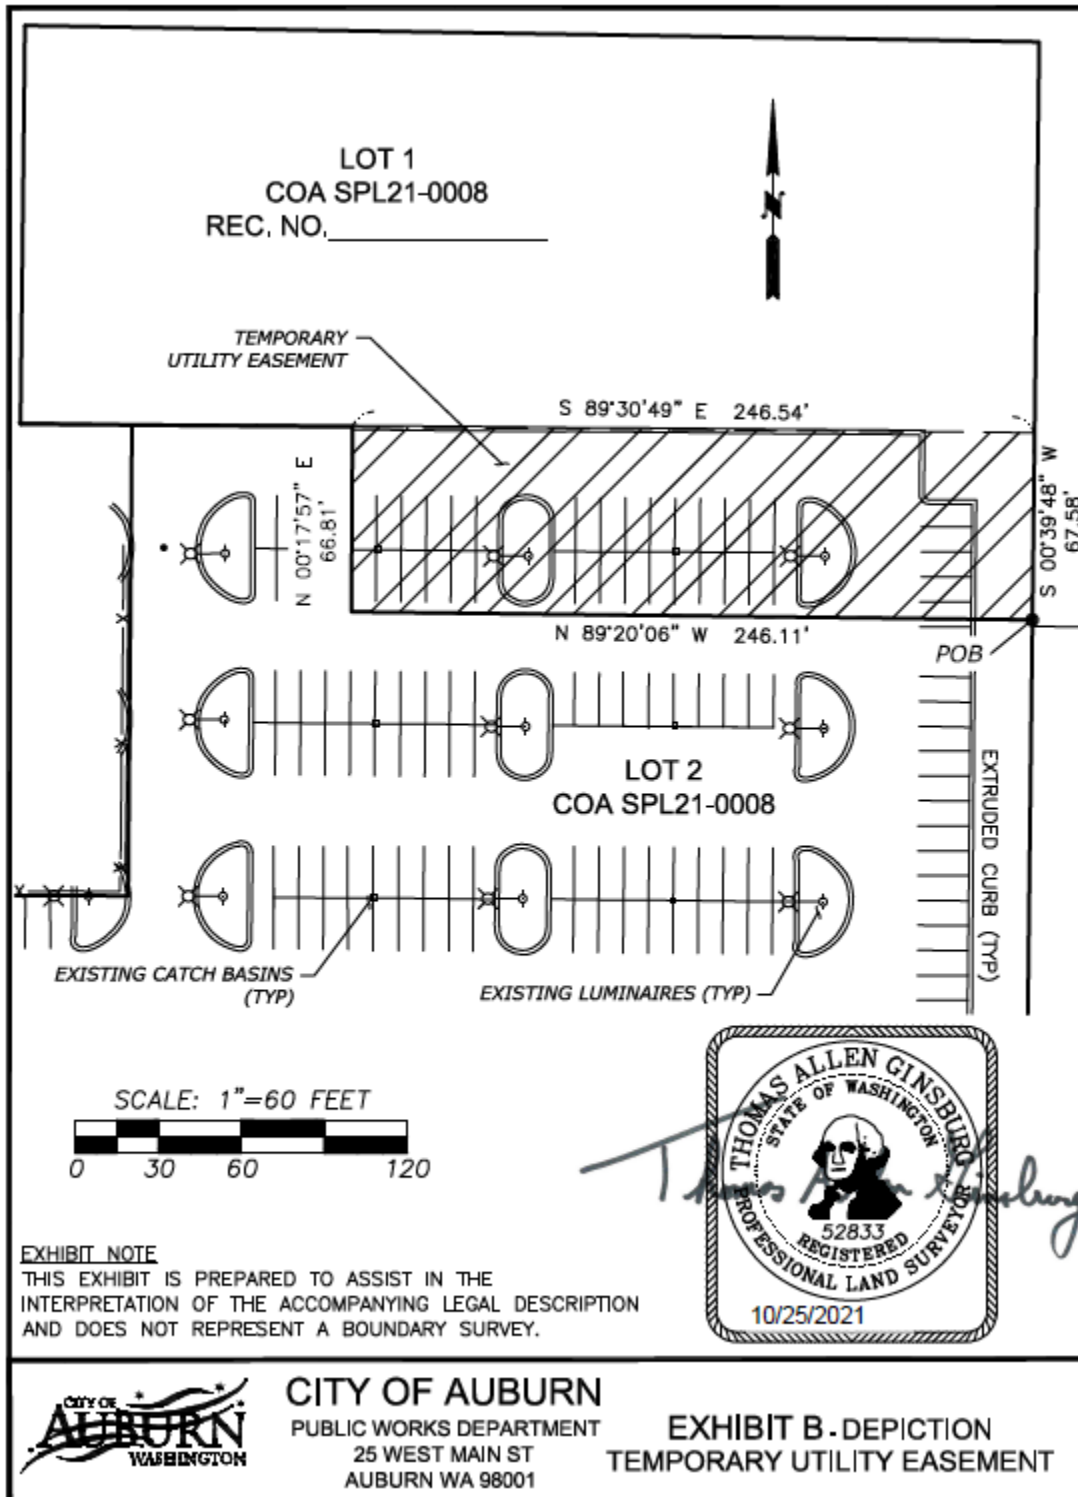 LOT 1
COA SPL21-0008
REC. NO.
N
TEMPORARY
UTILITY EASEMENT
S 89°30'49" E 246.54'
N 00°17'57" E
66.81'
S 00°39'48" W
67.58'
N 89°20'06" W 246.11'
POB
LOT 2
COA SPL21-0008
EXTRUDED CURB (TYP)
EXISTING CATCH BASINS
(TYP)
EXISTING LUMINAIRES (TYP)
SCALE: 1"=60 FEET
0 30 60 120
THOMAS ALLEN GINSBURG
STATE OF WASHINGTON
52833
REGISTERED
PROFESSIONAL LAND SURVEYOR
Thomas Allen Ginsburg
10/25/2021
EXHIBIT NOTE
THIS EXHIBIT IS PREPARED TO ASSIST IN THE
INTERPRETATION OF THE ACCOMPANYING LEGAL DESCRIPTION
AND DOES NOT REPRESENT A BOUNDARY SURVEY.
CITY OF
AUBURN
WASHINGTON
CITY OF AUBURN
PUBLIC WORKS DEPARTMENT
25 WEST MAIN ST
AUBURN WA 98001
EXHIBIT B - DEPICTION
TEMPORARY UTILITY EASEMENT